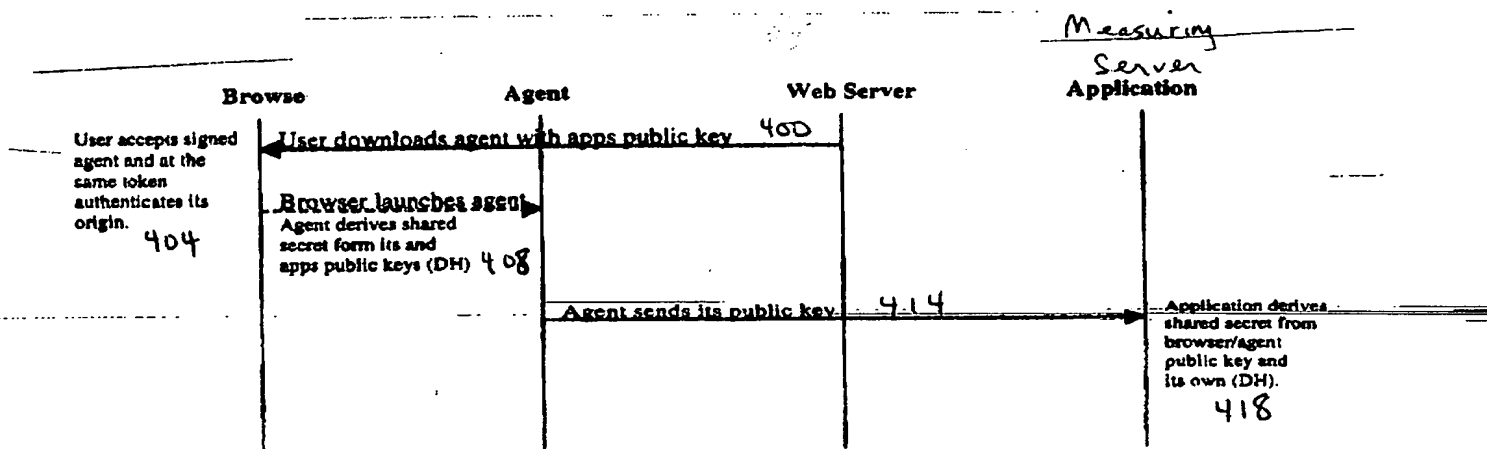 Measuring
Server
Browse Agent Web Server Application
User accepts signed
agent and at the
same token
authenticates its
origin.
404
User downloads agent with apps public key 400
Browser launches agent
Agent derives shared
secret form its and
apps public keys (DH) 408
Agent sends its public key 414
Application derives
shared secret from
browser/agent
public key and
its own (DH).
418